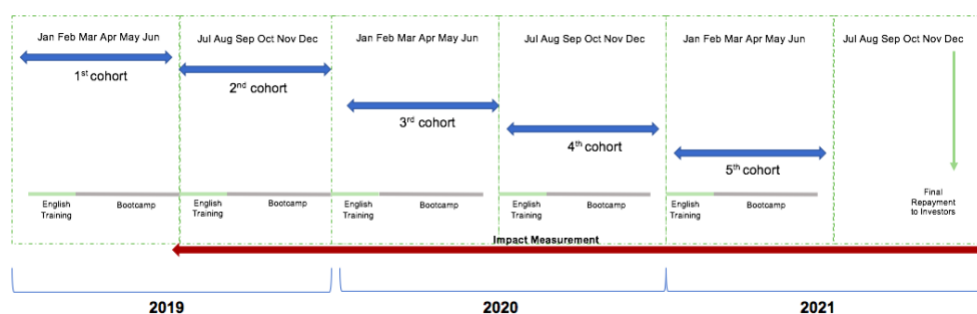 Jan Feb Mar Apr May Jun
Jul Aug Sep Oct Nov Dec
Jan Feb Mar Apr May Jun
Jul Aug Sep Oct Nov Dec
Jan Feb Mar Apr May Jun
Jul Aug Sep Oct Nov Dec
1st cohort
2nd cohort
3rd cohort
4th cohort
5th cohort
English
Training
Bootcamp
English
Training
Bootcamp
English
Training
Bootcamp
English
Training
Bootcamp
English
Training
Bootcamp
Final
Repayment
to Investors
Impact Measurement
2019
2020
2021